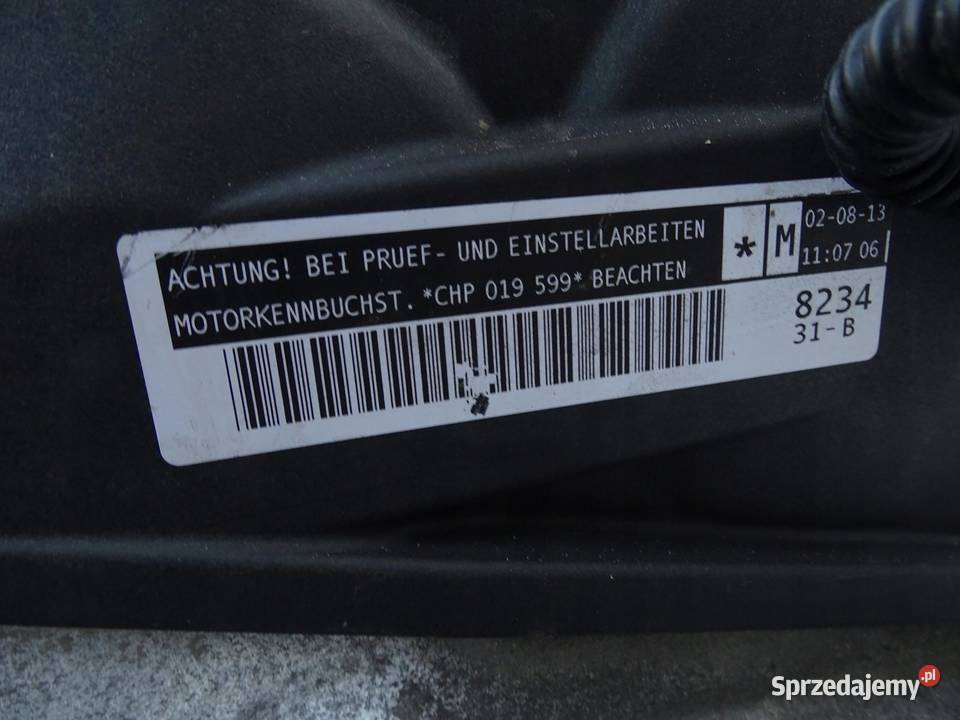 ACHTUNG! BEI PRUEF- UND EINSTELLARBEITEN
MOTORKENNBUCHST. *CHP 019 599* BEACHTEN
* M
02-08-13
11:07 06
8234
31-B
Sprzedajemy.pl